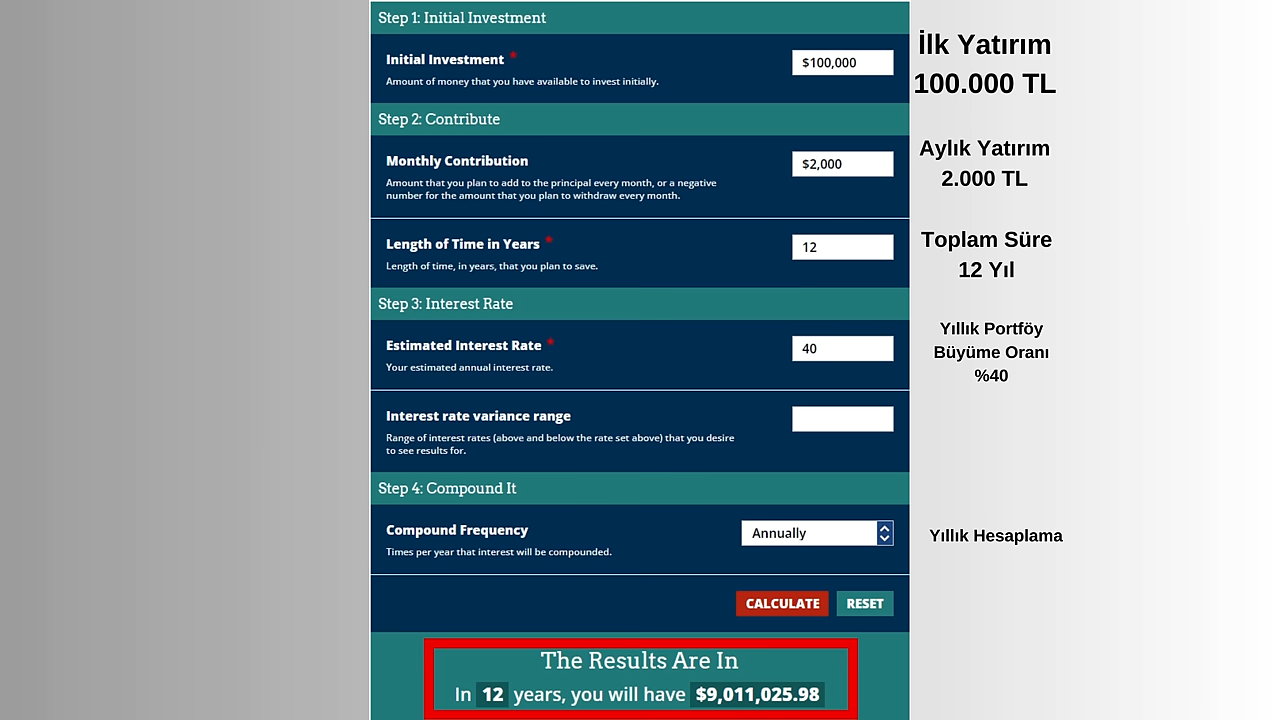 Step 1: Initial Investment
Initial Investment *
$100,000
Amount of money that you have available to invest initially.
İlk Yatırım
100.000 TL
Step 2: Contribute
Monthly Contribution
$2,000
Amount that you plan to add to the principal every month, or a negative
number for the amount that you plan to withdraw every month.
Aylık Yatırım
2.000 TL
Length of Time in Years *
12
Length of time, in years, that you plan to save.
Toplam Süre
12 Yıl
Step 3: Interest Rate
Estimated Interest Rate *
40
Your estimated annual interest rate.
Yıllık Portföy
Büyüme Oranı
%40
Interest rate variance range
Range of interest rates (above and below the rate set above) that you desire
to see results for.
Step 4: Compound It
Compound Frequency
Annually
Times per year that interest will be compounded.
Yıllık Hesaplama
CALCULATE RESET
The Results Are In
In 12 years, you will have $9,011,025.98